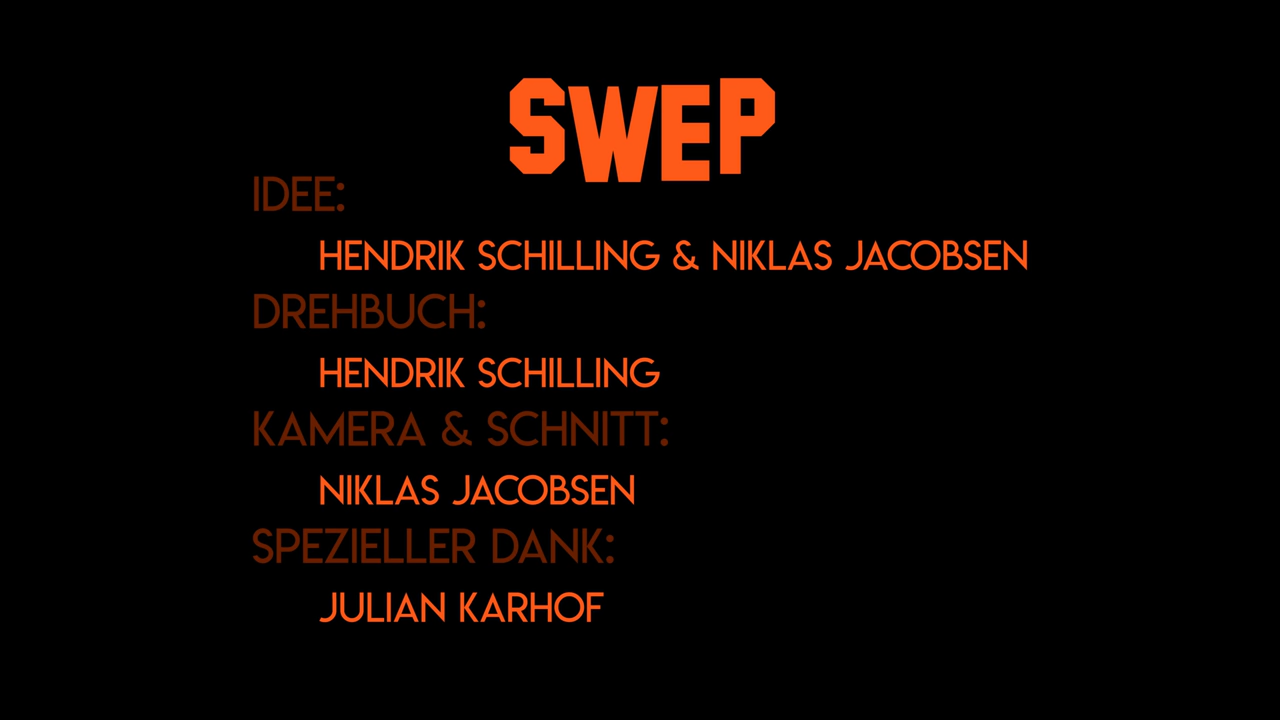 SWEP
IDEE:
HENDRIK SCHILLING & NIKLAS JACOBSEN
DREHBUCH:
HENDRIK SCHILLING
KAMERA & SCHNITT:
NIKLAS JACOBSEN
SPEZIELLER DANK:
JULIAN KARHOF